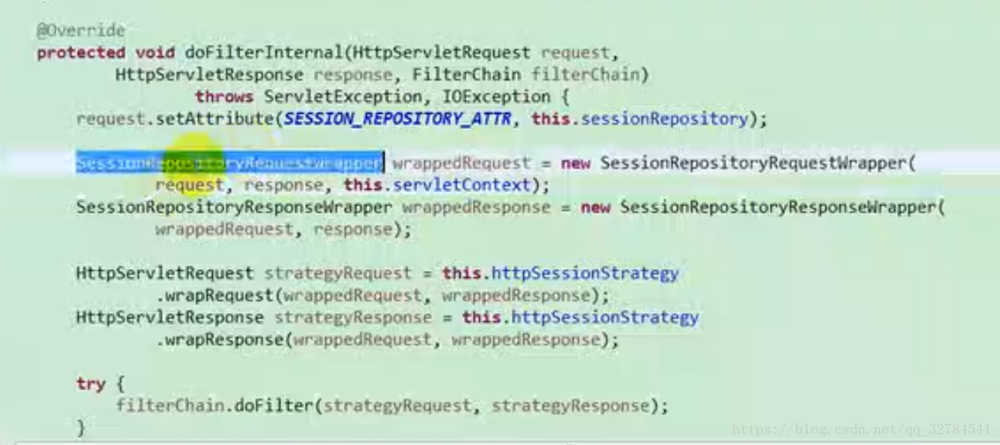 @Override
protected void doFilterInternal(HttpServletRequest request,
HttpServletResponse response, FilterChain filterChain)
throws ServletException, IOException {
request.setAttribute(SESSION_REPOSITORY_ATTR, this.sessionRepository);
SessionRepositoryRequestWrapper wrappedRequest = new SessionRepositoryRequestWrapper(
request, response, this.servletContext);
SessionRepositoryResponseWrapper wrappedResponse = new SessionRepositoryResponseWrapper(
wrappedRequest, response);
HttpServletRequest strategyRequest = this.httpSessionStrategy
.wrapRequest(wrappedRequest, wrappedResponse);
HttpServletResponse strategyResponse = this.httpSessionStrategy
.wrapResponse(wrappedRequest, wrappedResponse);
try {
filterChain.doFilter(strategyRequest, strategyResponse);
}
https://blog.csdn.net/qq_32784541